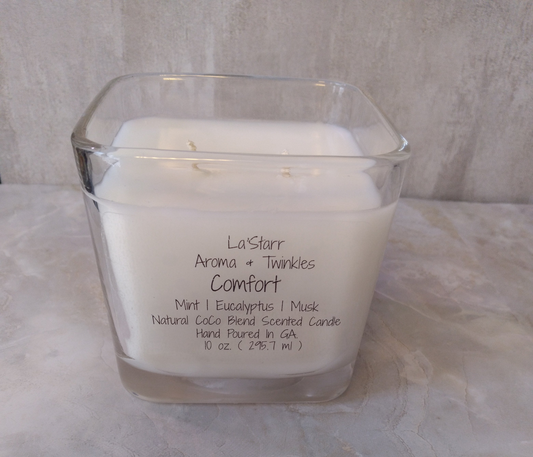 La'Starr
Aroma & Twinkles
Comfort
Mint | Eucalyptus | Musk
Natural CoCo Blend Scented Candle
Hand Poured In GA.
10 oz. ( 295.7 ml )